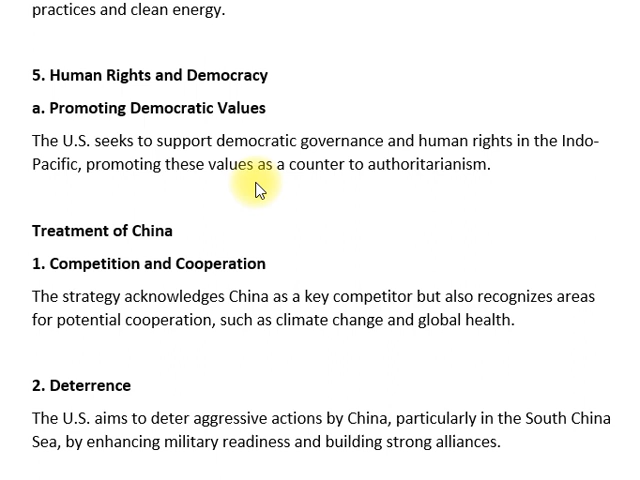 practices and clean energy.
5. Human Rights and Democracy
a. Promoting Democratic Values
The U.S. seeks to support democratic governance and human rights in the Indo-
Pacific, promoting these values as a counter to authoritarianism.
Treatment of China
1. Competition and Cooperation
The strategy acknowledges China as a key competitor but also recognizes areas
for potential cooperation, such as climate change and global health.
2. Deterrence
The U.S. aims to deter aggressive actions by China, particularly in the South China
Sea, by enhancing military readiness and building strong alliances.